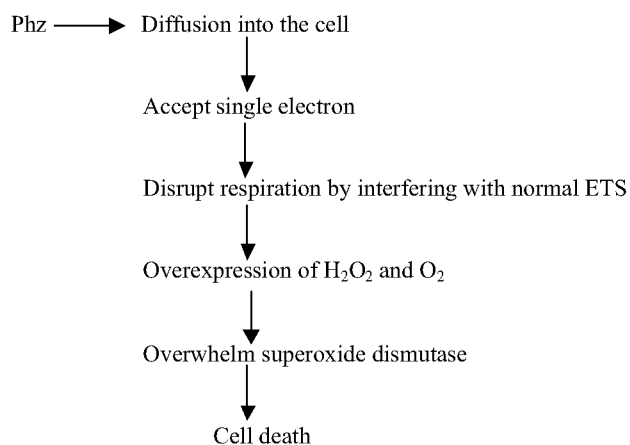 Phz Diffusion into the cell
Accept single electron
Disrupt respiration by interfering with normal ETS
Overexpression of H₂O₂ and O₂
Overwhelm superoxide dismutase
Cell death